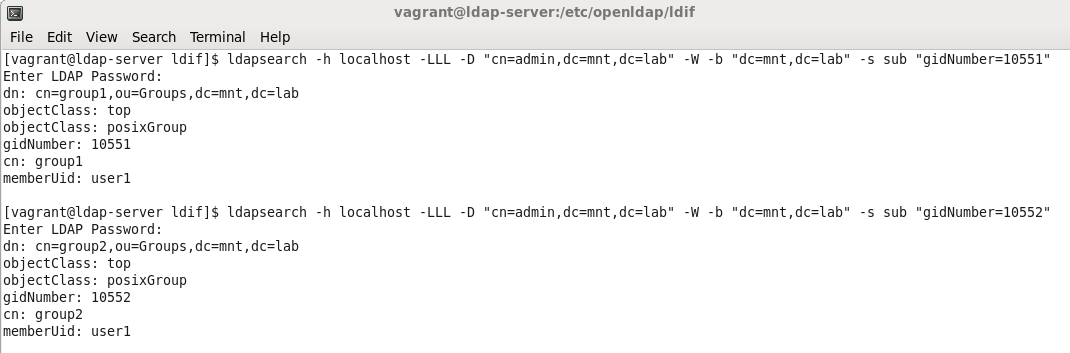 vagrant@ldap-server:/etc/openldap/ldif
File Edit View Search Terminal Help
[vagrant@ldap-server ldif]$ ldapsearch -h localhost -LLL -D "cn=admin,dc=mnt,dc=lab" -W -b "dc=mnt,dc=lab" -s sub "gidNumber=10551"
Enter LDAP Password:
dn: cn=group1,ou=Groups,dc=mnt,dc=lab
objectClass: top
objectClass: posixGroup
gidNumber: 10551
cn: group1
memberUid: user1
[vagrant@ldap-server ldif]$ ldapsearch -h localhost -LLL -D "cn=admin,dc=mnt,dc=lab" -W -b "dc=mnt,dc=lab" -s sub "gidNumber=10552"
Enter LDAP Password:
dn: cn=group2,ou=Groups,dc=mnt,dc=lab
objectClass: top
objectClass: posixGroup
gidNumber: 10552
cn: group2
memberUid: user1